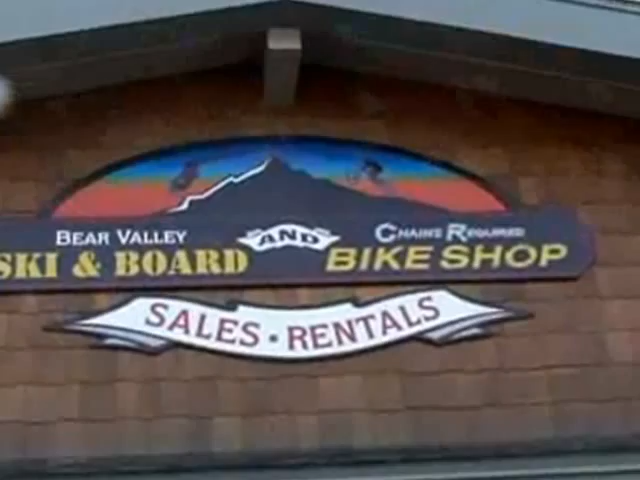 BEAR VALLEY
SKI & BOARD
AND
CHAINS REQUIRED
BIKE SHOP
SALES • RENTALS